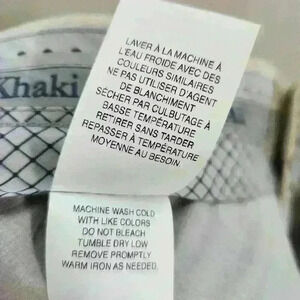 Khaki
LAVER À LA MACHINE À
L'EAU FROIDE AVEC DES
COULEURS SIMILAIRES
NE PAS UTILISER D'AGENT
DE BLANCHIMENT
SÉCHER PAR CULBUTAGE À
BASSE TEMPÉRATURE
RETIRER SANS TARDER
REPASSER À TEMPÉRATURE
MOYENNE AU BESOIN
MACHINE WASH COLD
WITH LIKE COLORS
DO NOT BLEACH
TUMBLE DRY LOW
REMOVE PROMPTLY
WARM IRON AS NEEDED